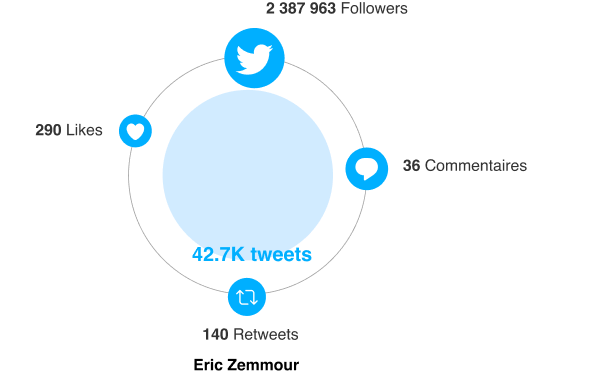 2 387 963 Followers
290 Likes
36 Commentaires
42.7K tweets
140 Retweets
Eric Zemmour